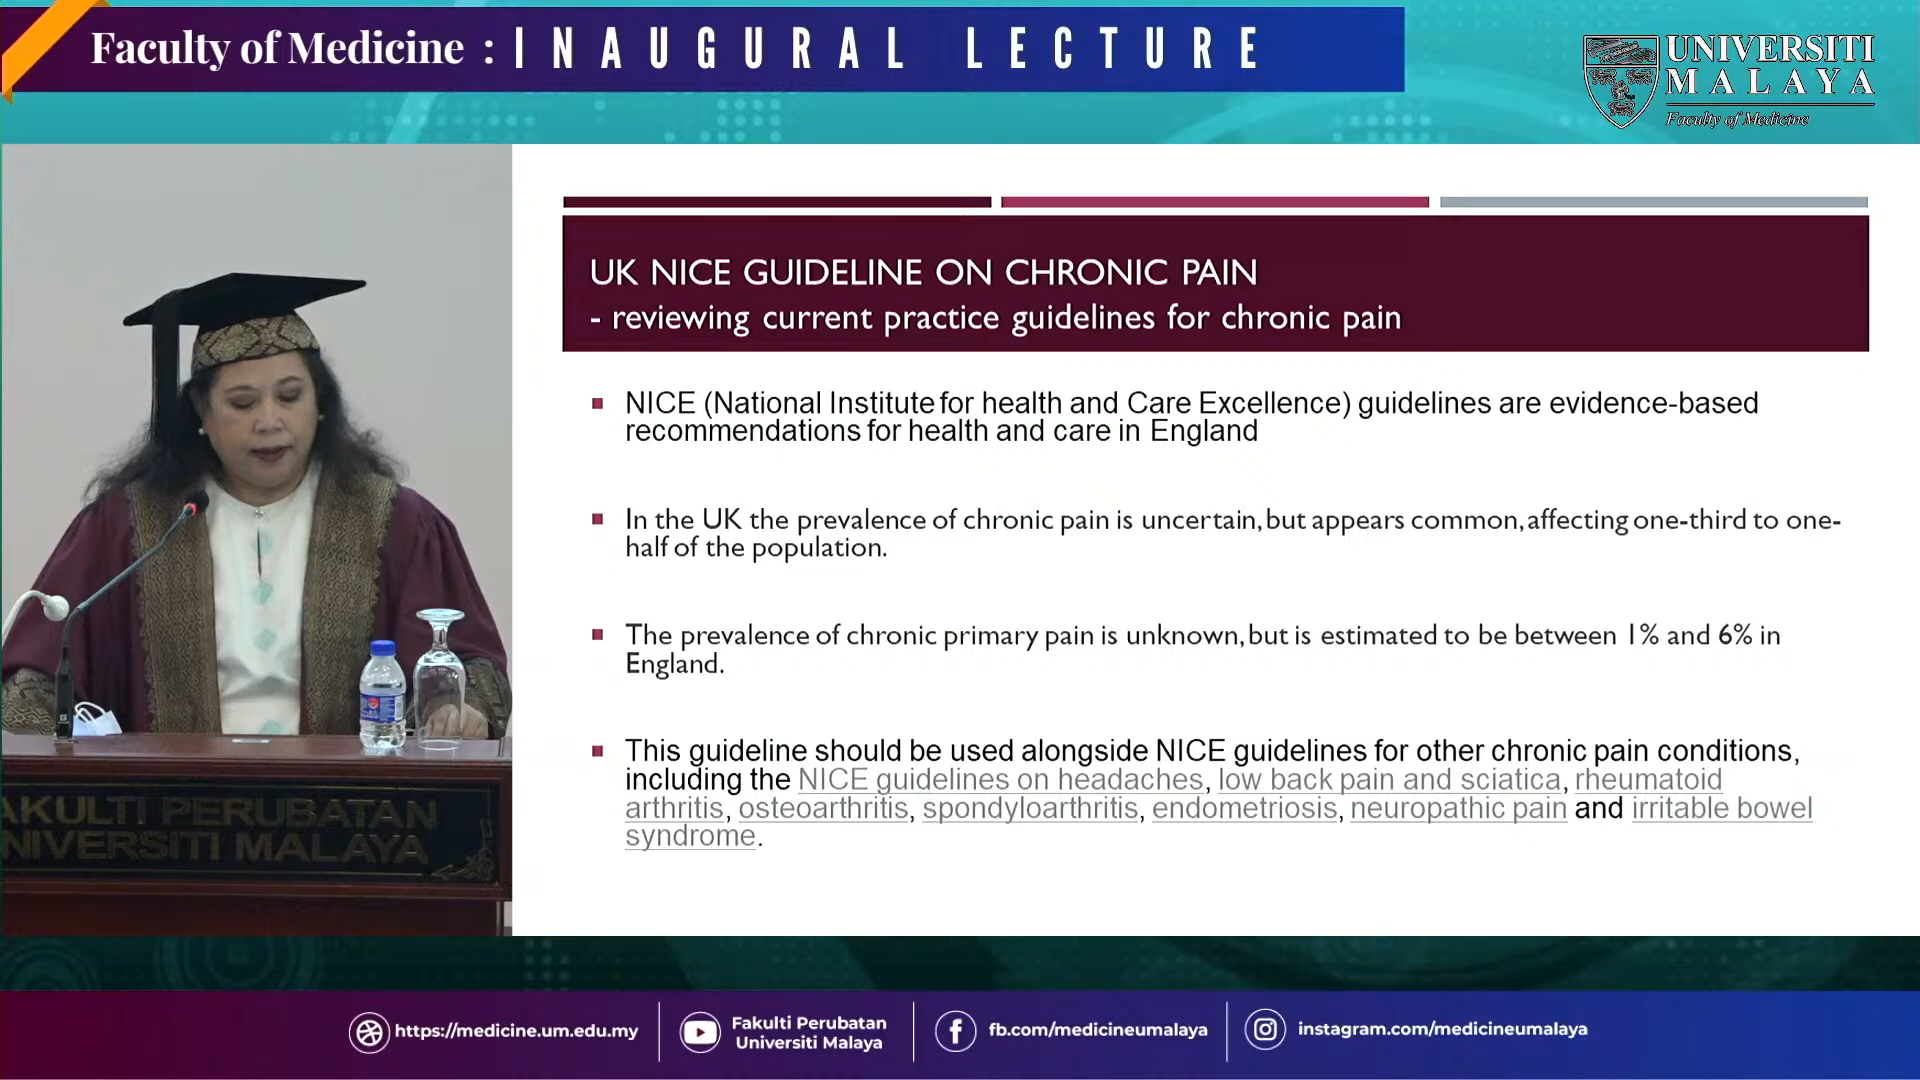 Faculty of Medicine : INAUGURAL LECTURE
UNIVERSITI
MALAYA
Faculty of Medicine
UK NICE GUIDELINE ON CHRONIC PAIN
- reviewing current practice guidelines for chronic pain
NICE (National Institute for health and Care Excellence) guidelines are evidence-based
recommendations for health and care in England
In the UK the prevalence of chronic pain is uncertain, but appears common, affecting one-third to one-
half of the population.
The prevalence of chronic primary pain is unknown, but is estimated to be between 1% and 6% in
England.
This guideline should be used alongside NICE guidelines for other chronic pain conditions,
including the NICE guidelines on headaches, low back pain and sciatica, rheumatoid
arthritis, osteoarthritis, spondyloarthritis, endometriosis, neuropathic pain and irritable bowel
syndrome.
AKULTI PERUBATAN
NIVERSITI MALAYA
https://medicine.um.edu.my
Fakulti Perubatan
Universiti Malaya
fb.com/medicineumalaya
instagram.com/medicineumalaya